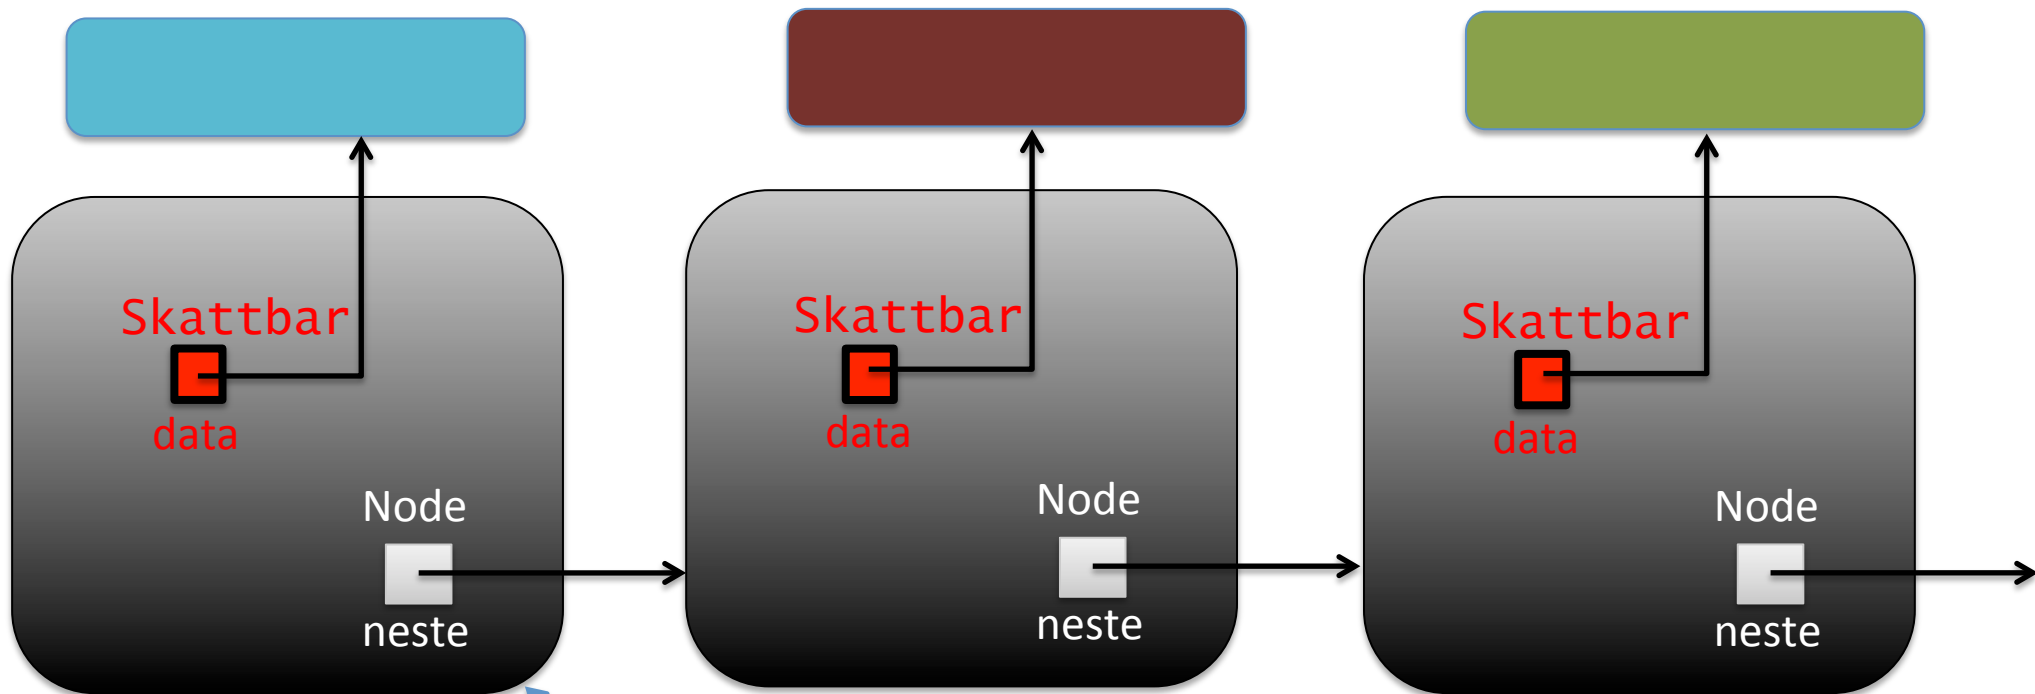 Skattbar
data
Node
neste
Skattbar
data
Node
neste
Skattbar
data
Node
neste